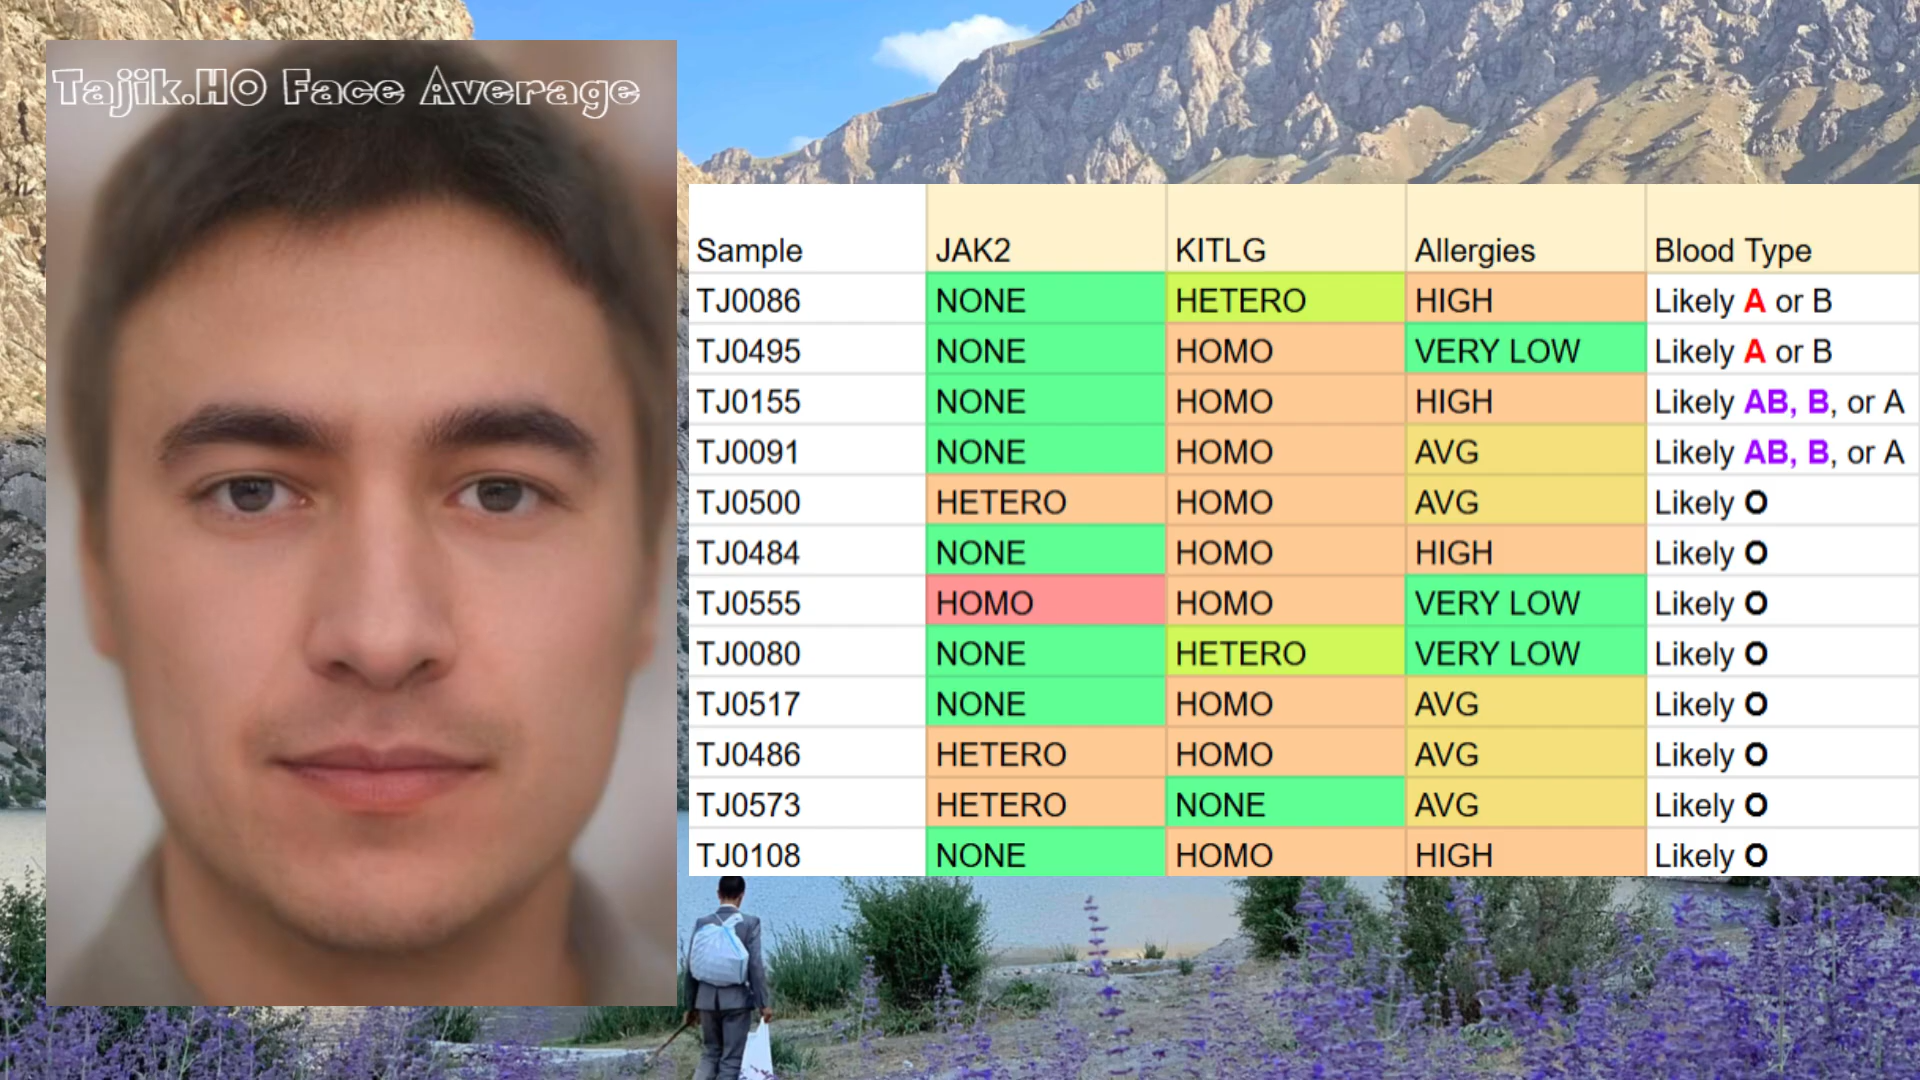 Tajik.HO Face Average
Sample JAK2 KITLG Allergies Blood Type
TJ0086 NONE HETERO HIGH Likely A or B
TJ0495 NONE HOMO VERY LOW Likely A or B
TJ0155 NONE HOMO HIGH Likely AB, B, or A
TJ0091 NONE HOMO AVG Likely AB, B, or A
TJ0500 HETERO HOMO AVG Likely O
TJ0484 NONE HOMO HIGH Likely O
TJ0555 HOMO HOMO VERY LOW Likely O
TJ0080 NONE HETERO VERY LOW Likely O
TJ0517 NONE HOMO AVG Likely O
TJ0486 HETERO HOMO AVG Likely O
TJ0573 HETERO NONE AVG Likely O
TJ0108 NONE HOMO HIGH Likely O